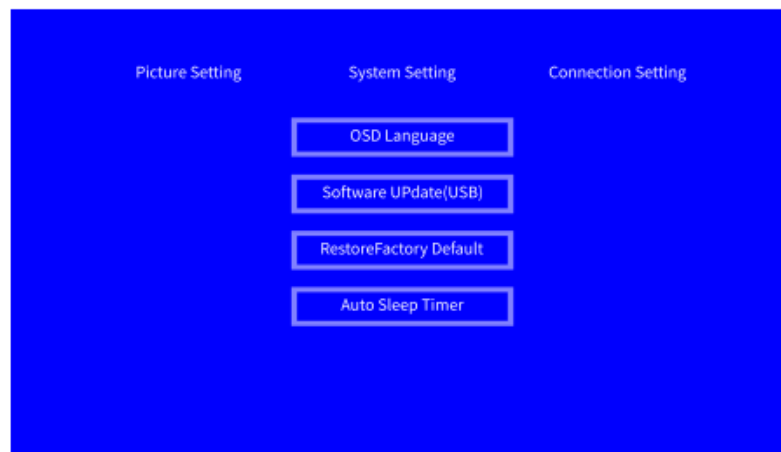 Picture Setting System Setting Connection Setting
OSD Language
Software UPdate(USB)
RestoreFactory Default
Auto Sleep Timer